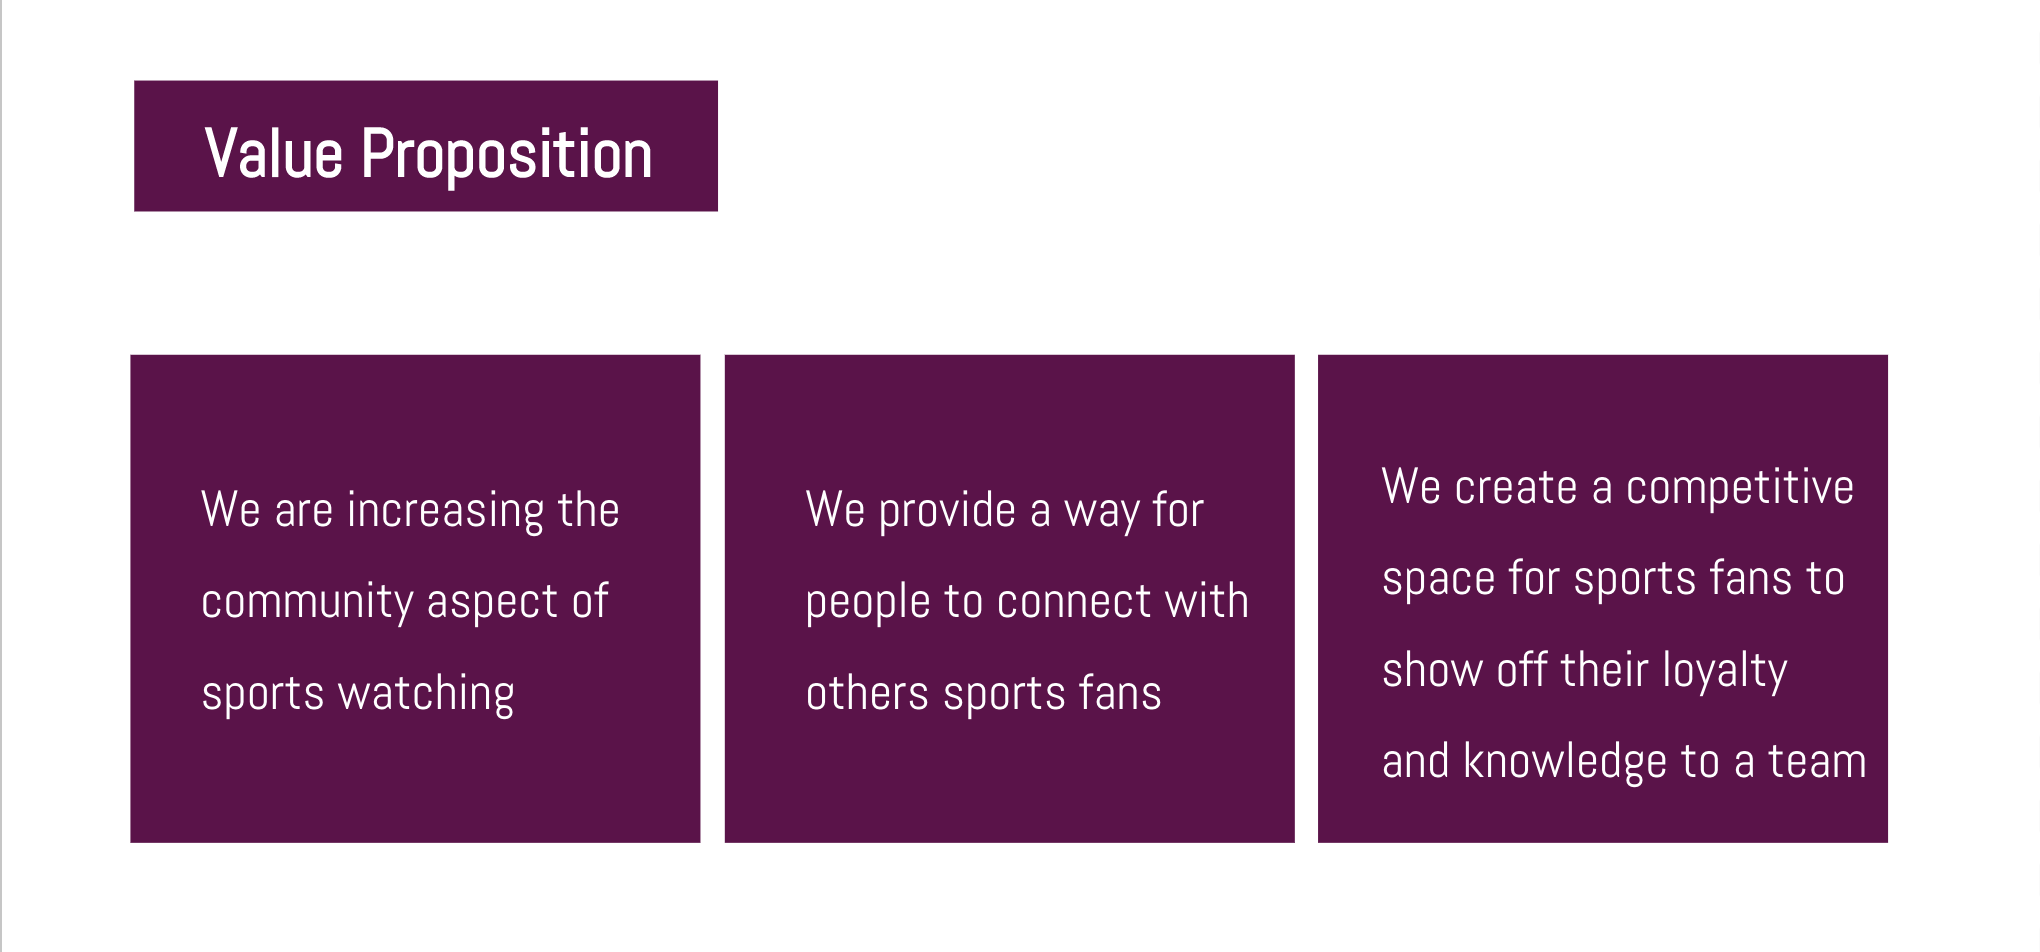 Value Proposition
We are increasing the
community aspect of
sports watching
We provide a way for
people to connect with
others sports fans
We create a competitive
space for sports fans to
show off their loyalty
and knowledge to a team